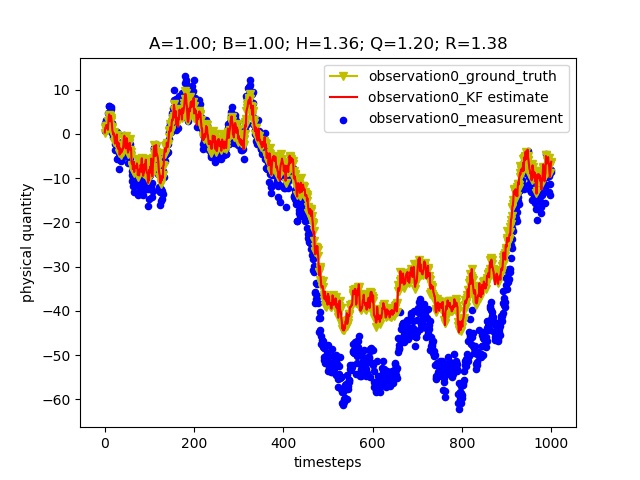 A=1.00; B=1.00; H=1.36; Q=1.20; R=1.38
observation0_ground_truth
observation0_KF estimate
observation0_measurement
physical quantity
10
0
−10
−20
−30
−40
−50
−60
0 200 400 600 800 1000
timesteps